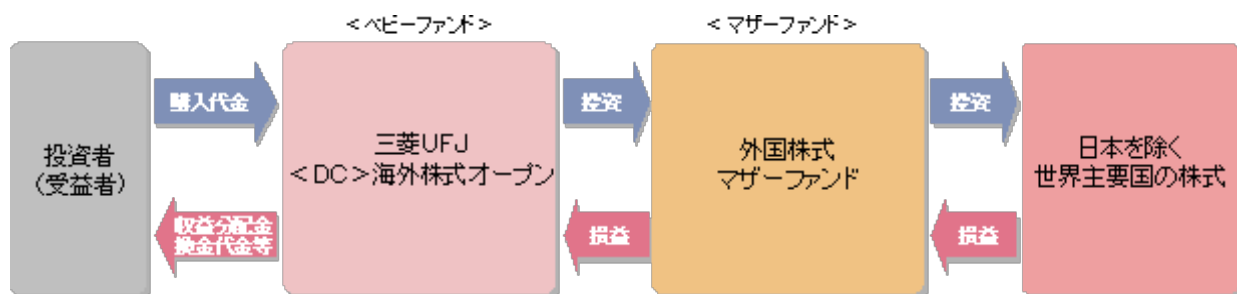 ＜ベビーファンド＞
＜マザーファンド＞
購入代金
投資
投資
投資者
（受益者）
三菱UFJ
＜DC＞海外株式オープン
外国株式
マザーファンド
日本を除く
世界主要国の株式
収益分配金
換金代金等
損益
損益